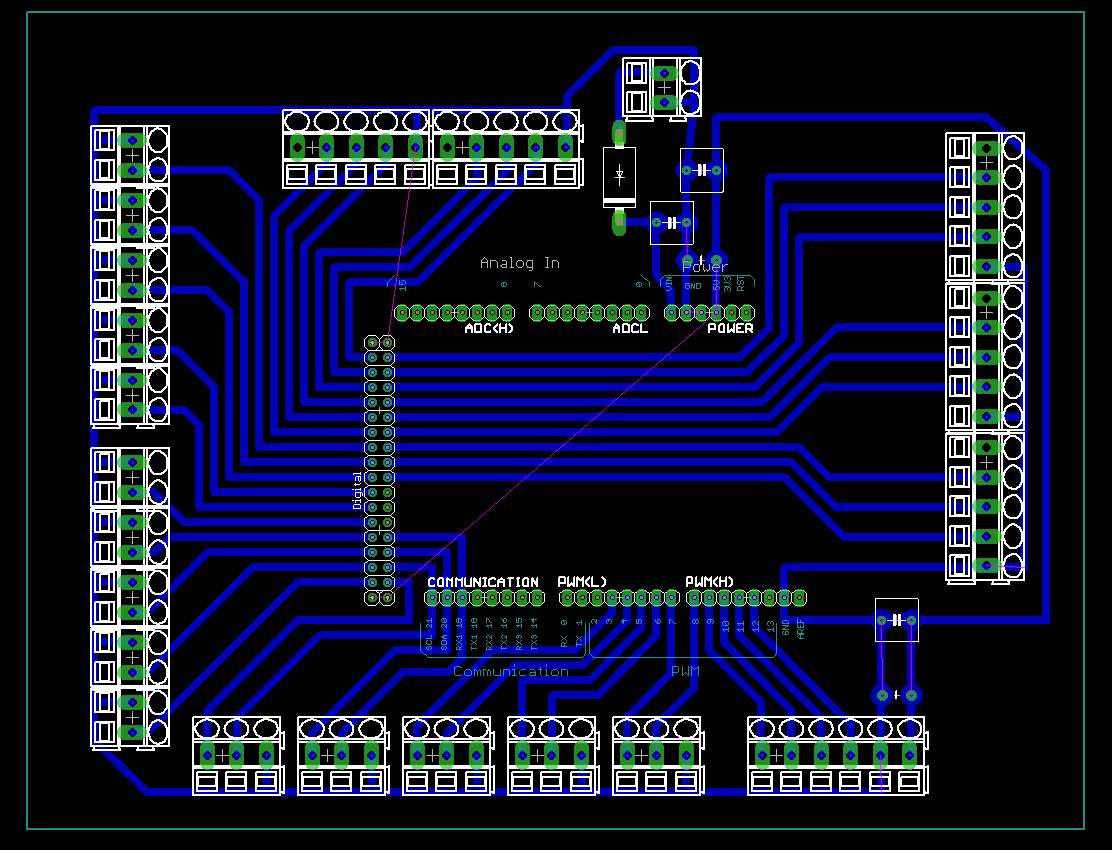 Analog In
Power
15
0
7
0
VIN
GND
5V
3V3
RST
ADC(H)
ADCL
POWER
Digital
COMMUNICATION
PWM(L)
PWM(H)
SCL 21
SDA 20
RX1 19
TX1 18
RX2 17
TX2 16
RX3 15
TX3 14
RX 0
TX 1
2
3
4
5
6
7
8
9
10
11
12
13
GND
AREF
Communication
PWM